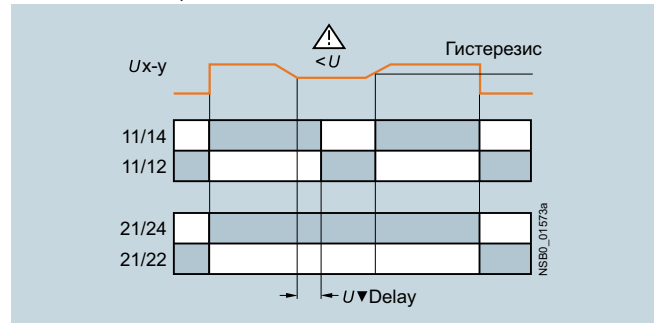 Гистерезис
<U
Ux-y
11/14
11/12
21/24
21/22
U▼Delay
NSB0_01573a